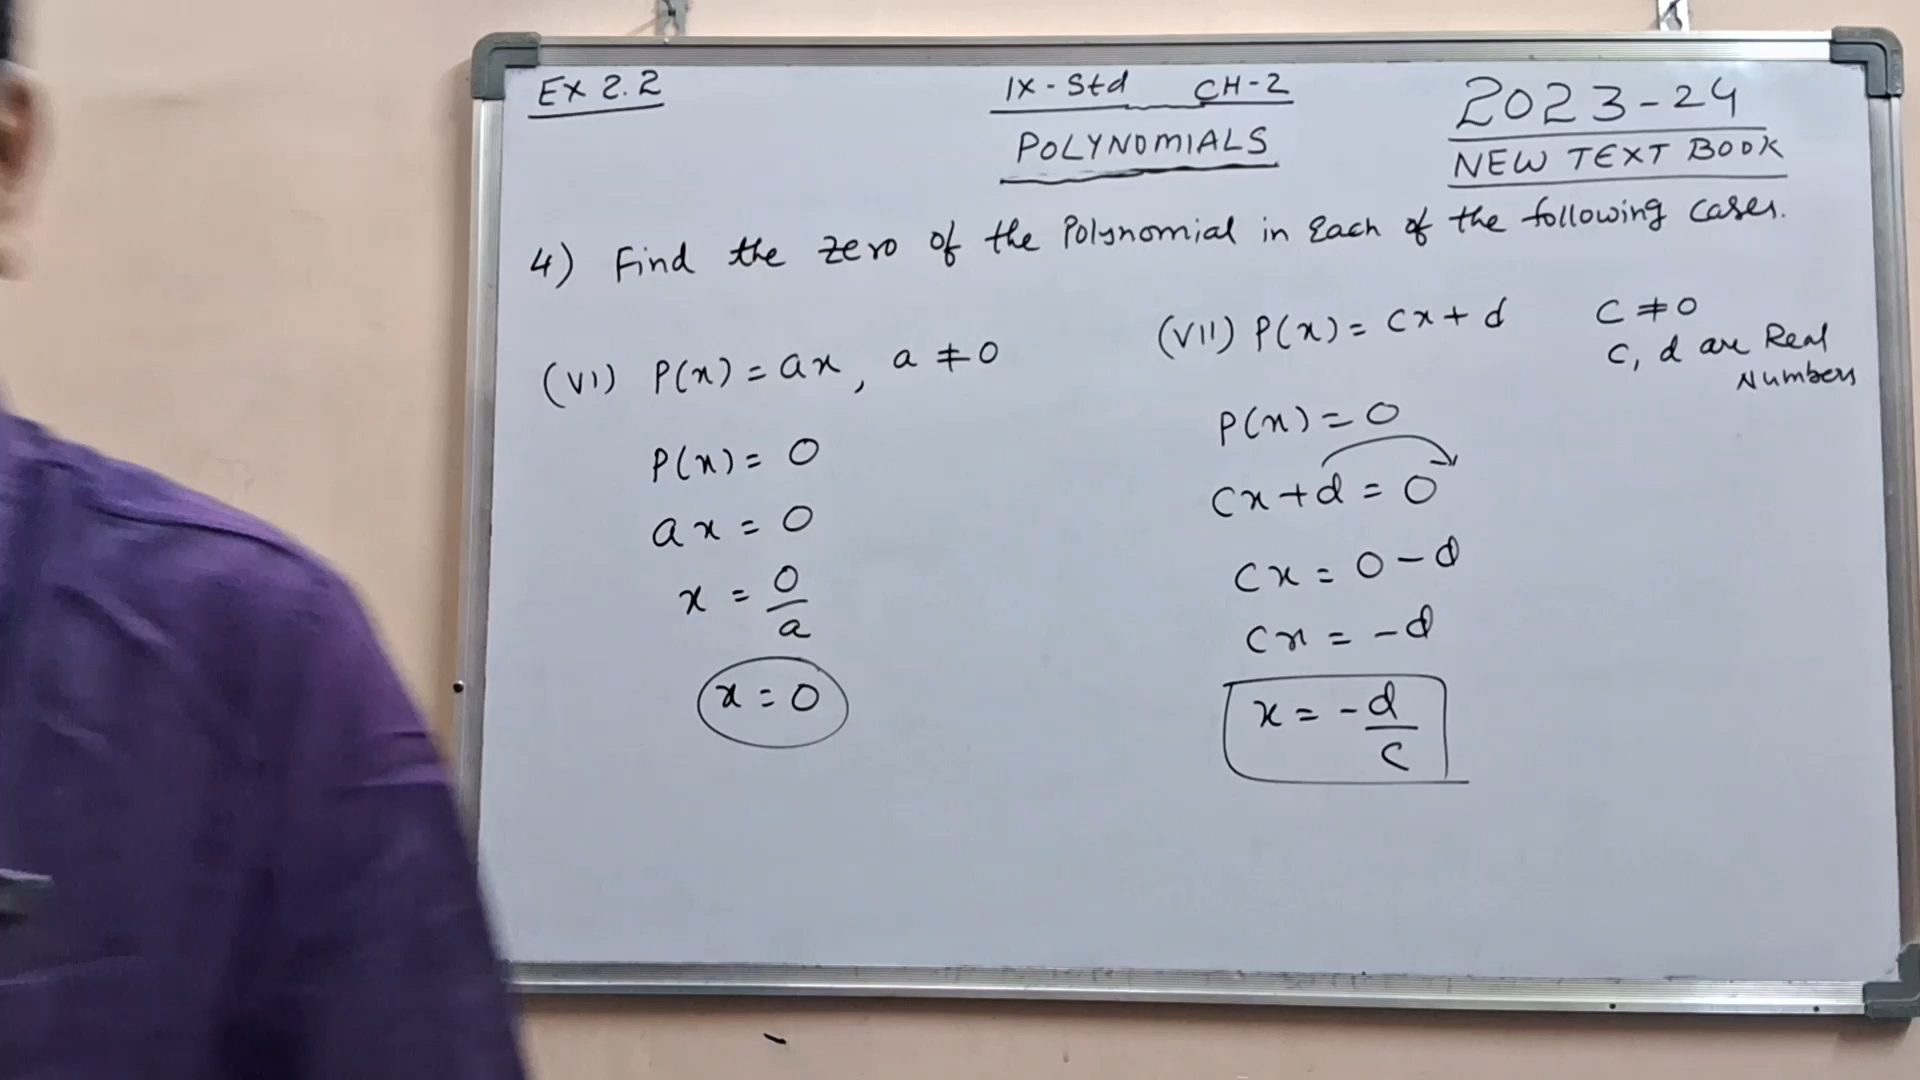 EX 2.2
IX - Std CH-2
POLYNOMIALS
2023-24
NEW TEXT BOOK
4) Find the zero of the Polynomial in Each of the following cases.
(VI) P(x) = ax, a ≠ 0
P(x) = 0
ax = 0
x = 0/a
x = 0
(VII) P(x) = cx + d C ≠ 0
C, d are Real
Numbers
P(x) = 0
Cx + d = 0
Cx = 0 - d
Cx = -d
x = -d/c